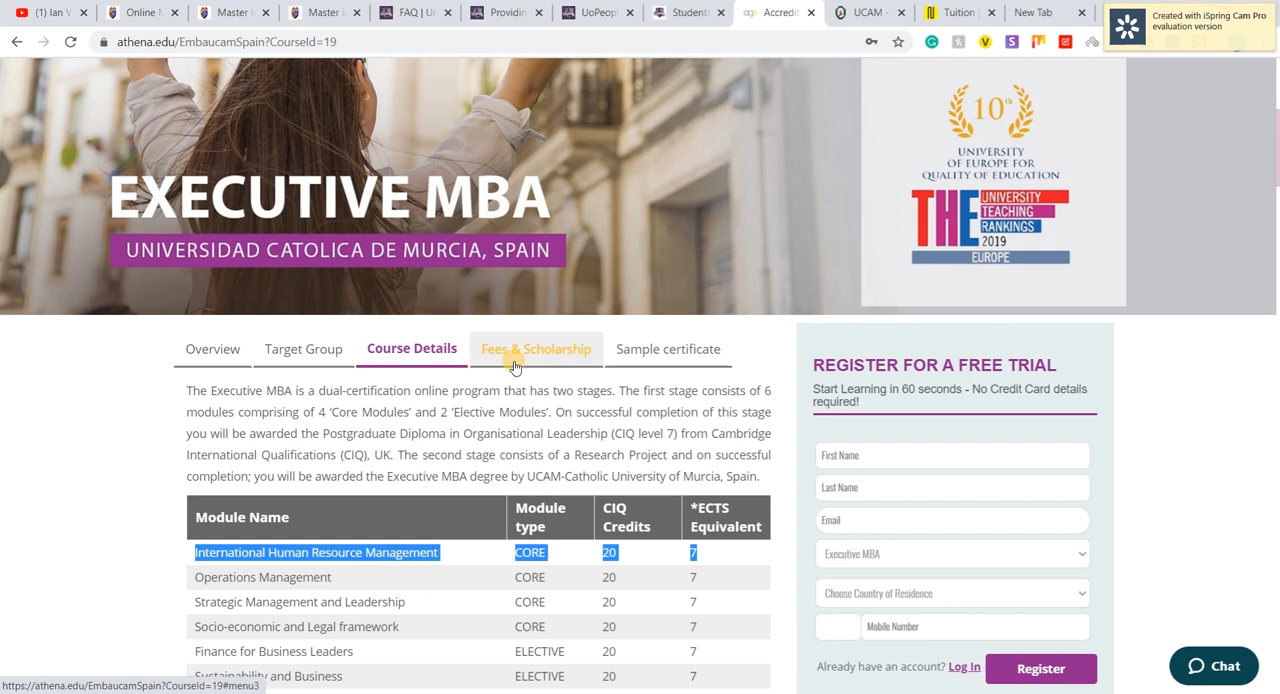 (1) Ian V
Online M
Master i
Master i
FAQ | U
Providin
UoPeopl
Students
Accredit
UCAM -
Tuition |
New Tab
Created with iSpring Cam Pro
evaluation version
athena.edu/EmbaucamSpain?CourseId=19
10th
UNIVERSITY
OF EUROPE FOR
QUALITY OF EDUCATION
THE UNIVERSITY
TEACHING
RANKINGS
2019
EUROPE
EXECUTIVE MBA
UNIVERSIDAD CATOLICA DE MURCIA, SPAIN
Overview Target Group Course Details Fees & Scholarship Sample certificate
The Executive MBA is a dual-certification online program that has two stages. The first stage consists of 6
modules comprising of 4 ‘Core Modules’ and 2 ‘Elective Modules’. On successful completion of this stage
you will be awarded the Postgraduate Diploma in Organisational Leadership (CIQ level 7) from Cambridge
International Qualifications (CIQ), UK. The second stage consists of a Research Project and on successful
completion; you will be awarded the Executive MBA degree by UCAM-Catholic University of Murcia, Spain.
Module Name Module type CIQ Credits *ECTS Equivalent
International Human Resource Management CORE 20 7
Operations Management CORE 20 7
Strategic Management and Leadership CORE 20 7
Socio-economic and Legal framework CORE 20 7
Finance for Business Leaders ELECTIVE 20 7
Sustainability and Business ELECTIVE 20 7
REGISTER FOR A FREE TRIAL
Start Learning in 60 seconds - No Credit Card details
required!
First Name
Last Name
Email
Executive MBA
Choose Country of Residence
Mobile Number
Already have an account? Log In Register
Chat
https://athena.edu/EmbaucamSpain?CourseId=19#menu3